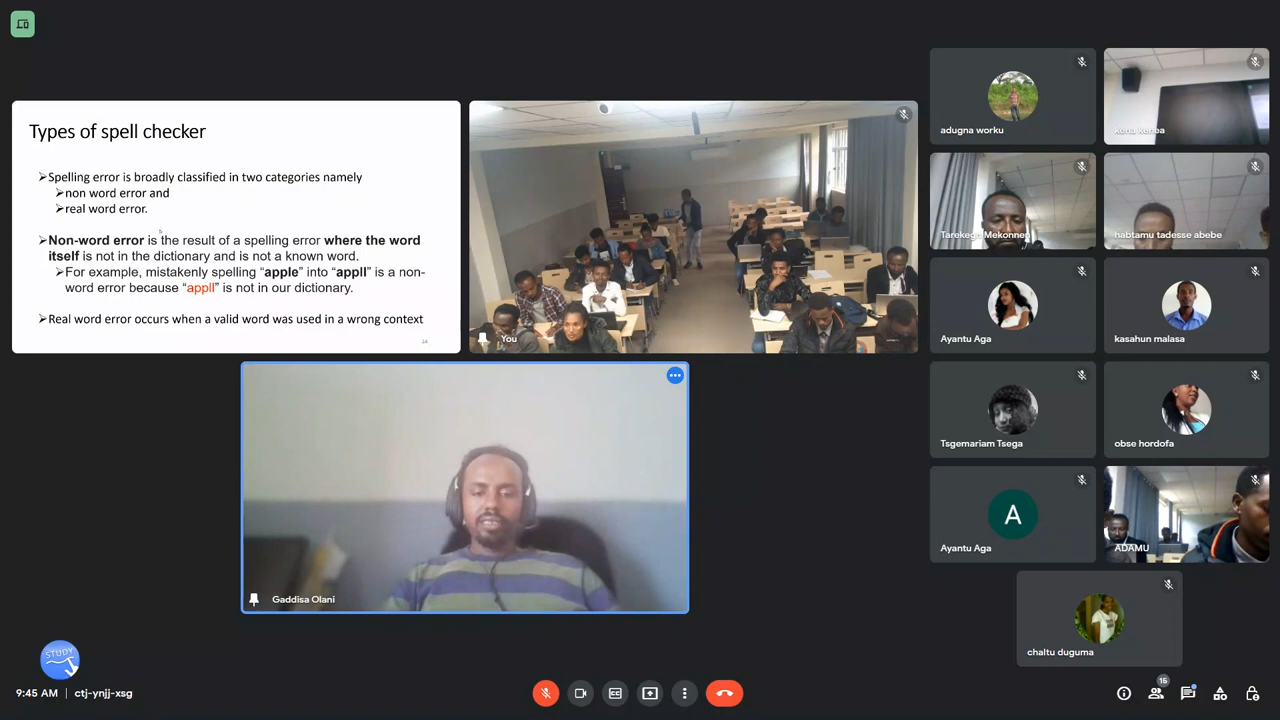 Types of spell checker
➢Spelling error is broadly classified in two categories namely
➢non word error and
➢real word error.
➢Non-word error is the result of a spelling error where the word
itself is not in the dictionary and is not a known word.
➢For example, mistakenly spelling “apple” into “appll” is a non-
word error because “appll” is not in our dictionary.
➢Real word error occurs when a valid word was used in a wrong context
14
You
Gaddisa Olani
adugna worku
kena kenea
Tarekegn Mekonnen
habtamu tadesse abebe
Ayantu Aga
kasahun malasa
Tsgemariam Tsega
obse hordofa
A
Ayantu Aga
ADAMU
chaltu duguma
STUDY
9:45 AM | ctj-ynjj-xsg
15